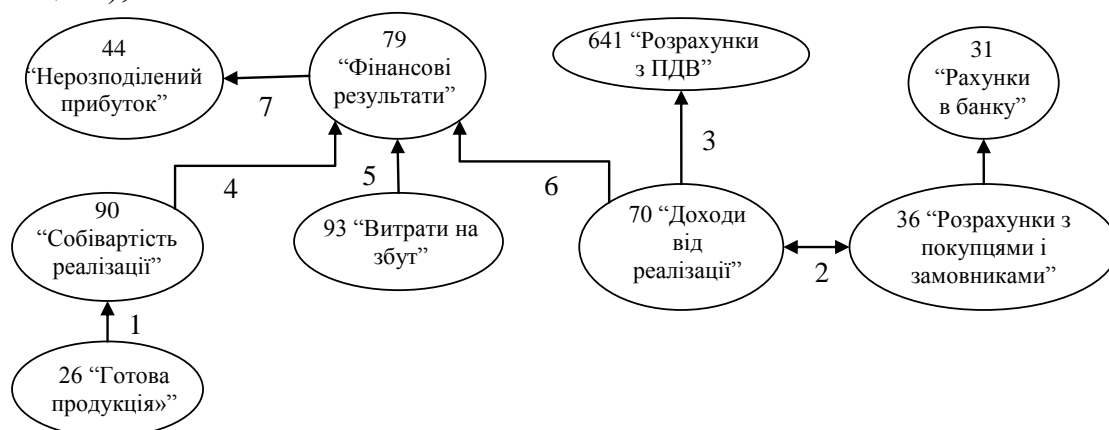 44
“Нерозподілений
прибуток”
79
“Фінансові
результати”
641 “Розрахунки
з ПДВ”
31
“Рахунки
в банку”
7
3
4
5
6
90
“Собівартість
реалізації”
93 “Витрати на
збут”
70 “Доходи
від
реалізації”
36 “Розрахунки з
покупцями і
замовниками”
2
1
26 “Готова
продукція»”